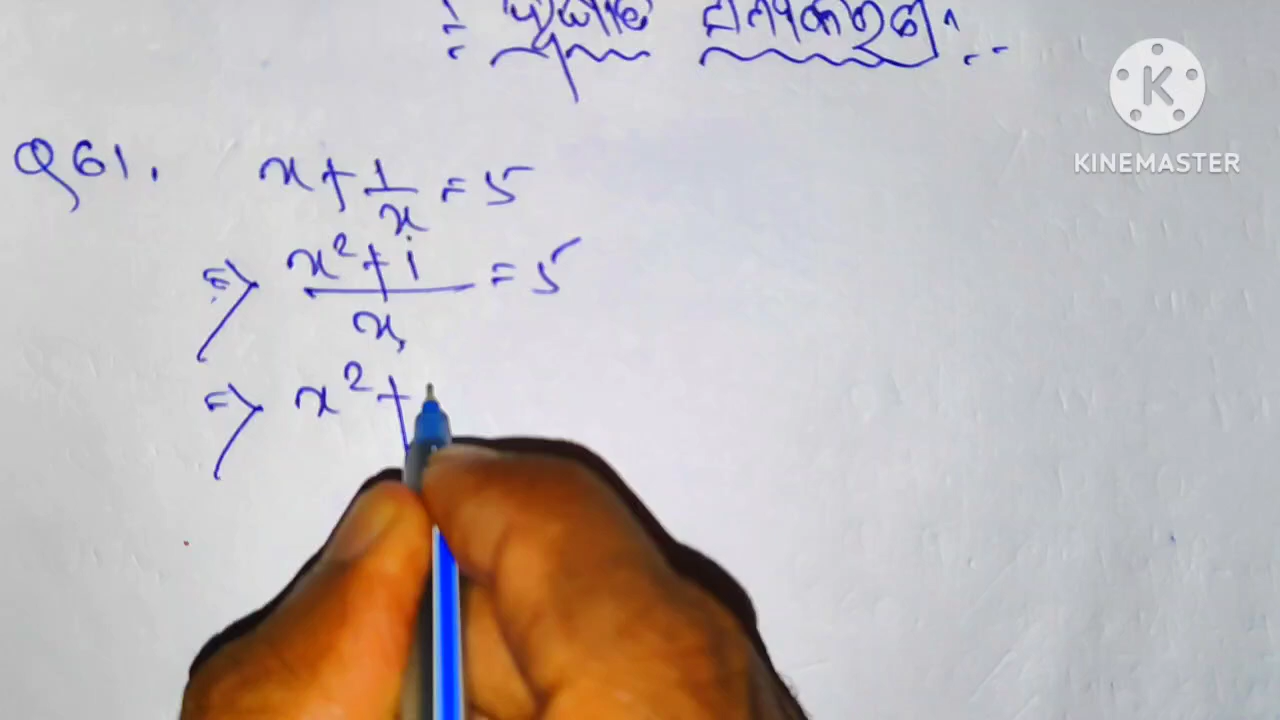 Q61. x + 1/x = 5
=> x² + 1 / x = 5
=> x² +
KINEMASTER